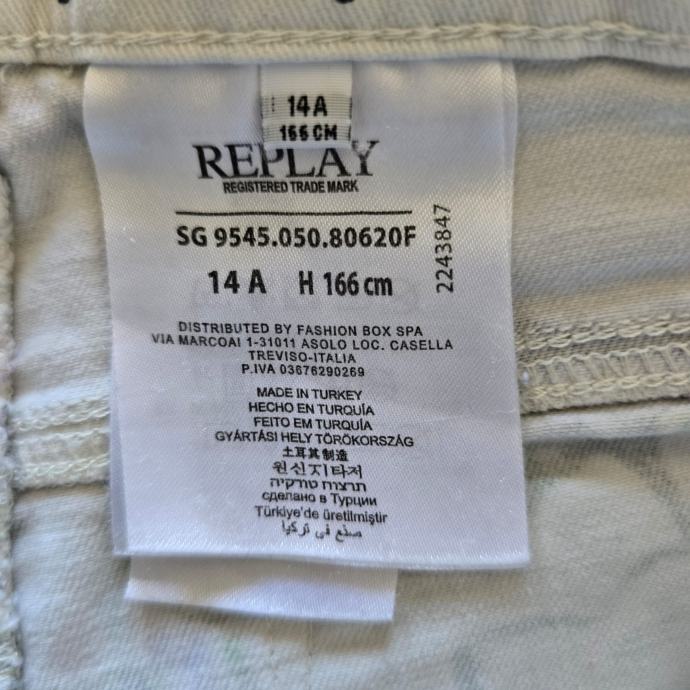 14 A
166 CM
REPLAY
REGISTERED TRADE MARK
SG 9545.050.80620F
14 A H 166 cm
2243847
DISTRIBUTED BY FASHION BOX SPA
VIA MARCOAI 1-31011 ASOLO LOC. CASELLA
TREVISO-ITALIA
P.IVA 03676290269
MADE IN TURKEY
HECHO EN TURQUÍA
FEITO EM TURQUÍA
GYÁRTÁSI HELY TÖRÖKORSZÁG
土耳其制造
원신지타저
תרצות טורקיה
сделано в Турции
Türkiye'de üretilmiştir
صنع في تركيا